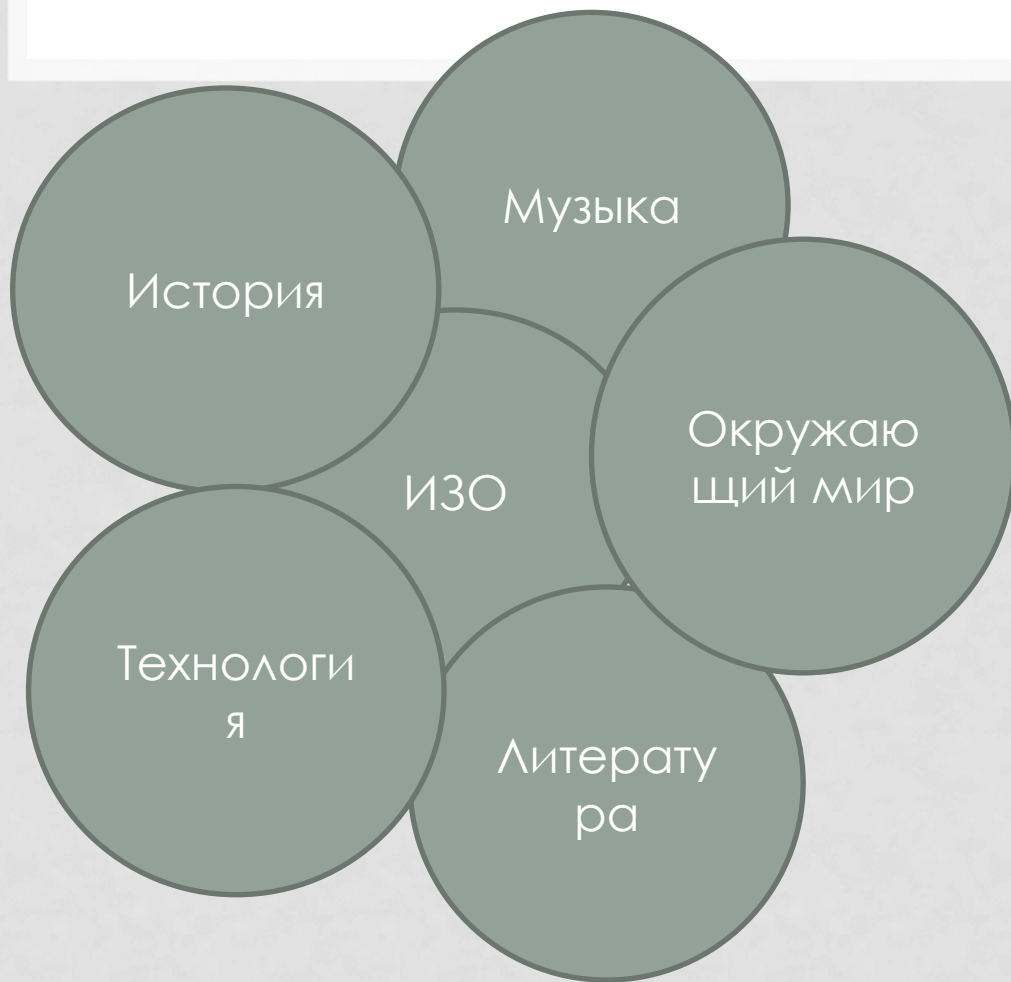 Музыка
История
Окружаю
щий мир
ИЗО
Технологи
я
Литерату
ра